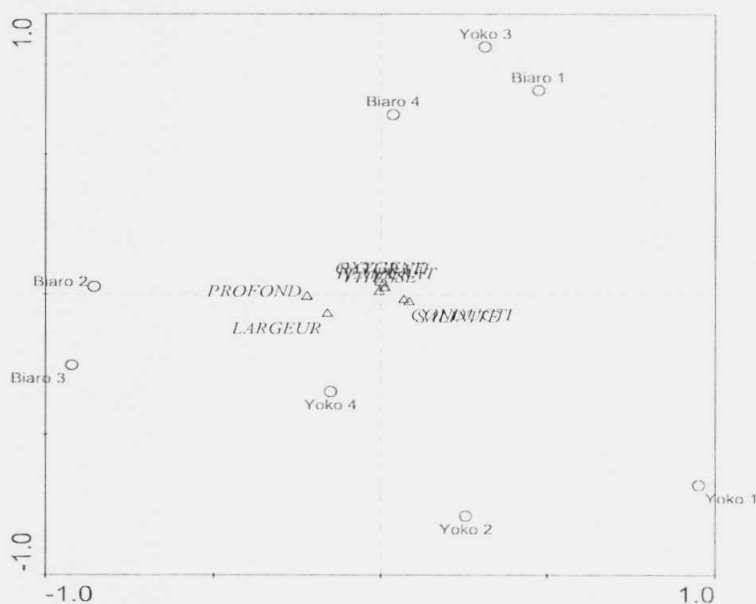 1.0
Yoko 3
Biaro 1
Biaro 4
VITESSE
Biaro 2
PROFOND
LARGEUR
Biaro 3
Yoko 4
Yoko 1
Yoko 2
-1.0
-1.0
1.0